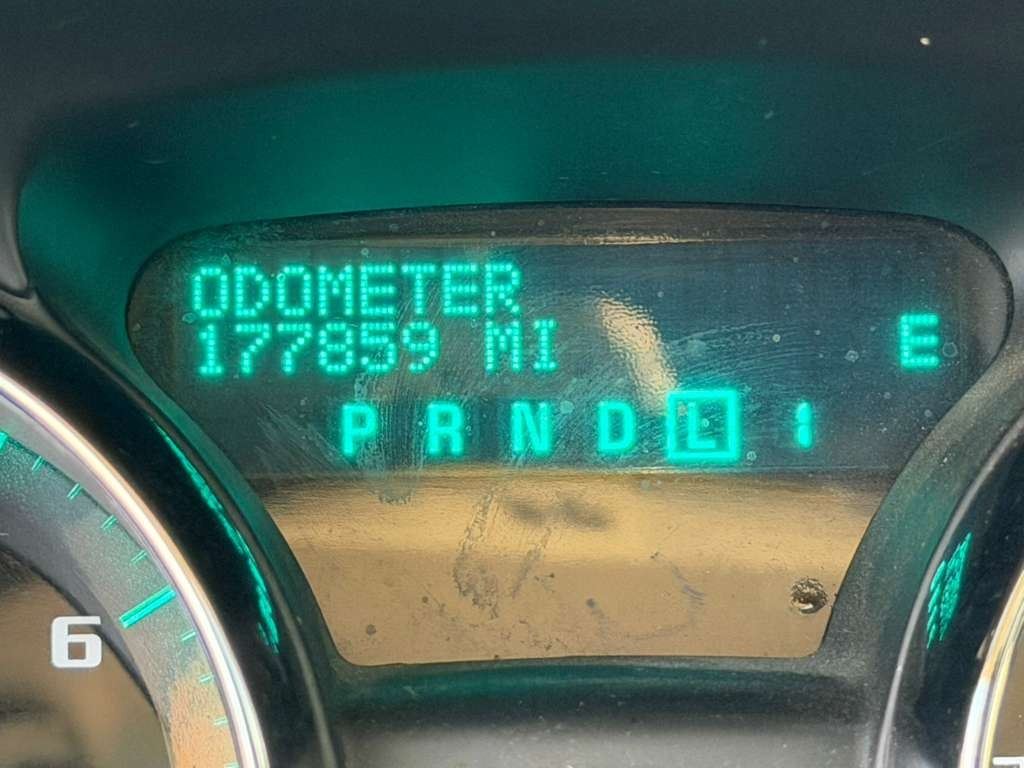 ODOMETER
177859 MI
E
P R N D L 1
6